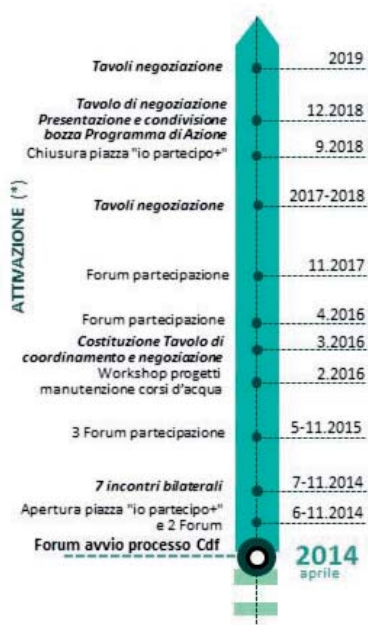 Tavoli negoziazione
2019
Tavolo di negoziazione
Presentazione e condivisione
bozza Programma di Azione
12.2018
Chiusura piazza "io partecipo+"
9.2018
Tavoli negoziazione
2017-2018
ATTIVAZIONE (*)
Forum partecipazione
11.2017
Forum partecipazione
4.2016
Costituzione Tavolo di
coordinamento e negoziazione
3.2016
Workshop progetti
manutenzione corsi d'acqua
2.2016
3 Forum partecipazione
5-11.2015
7 incontri bilaterali
7-11.2014
Apertura piazza "io partecipo+"
e 2 Forum
6-11.2014
Forum avvio processo Cdf
2014
aprile